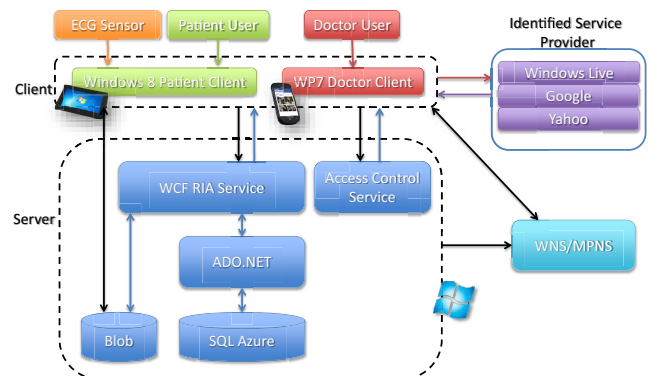 ECG Sensor
Patient User
Doctor User
Identified Service
Provider
Client
Windows 8 Patient Client
WP7 Doctor Client
Windows Live
Google
Yahoo
Server
WCF RIA Service
Access Control
Service
WNS/MPNS
ADO.NET
Blob
SQL Azure